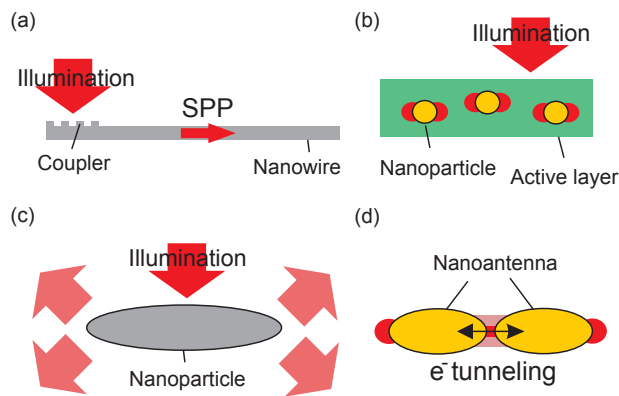 (a)
Illumination
SPP
Coupler
Nanowire
(b)
Illumination
Nanoparticle
Active layer
(c)
Illumination
Nanoparticle
(d)
Nanoantenna
e⁻ tunneling